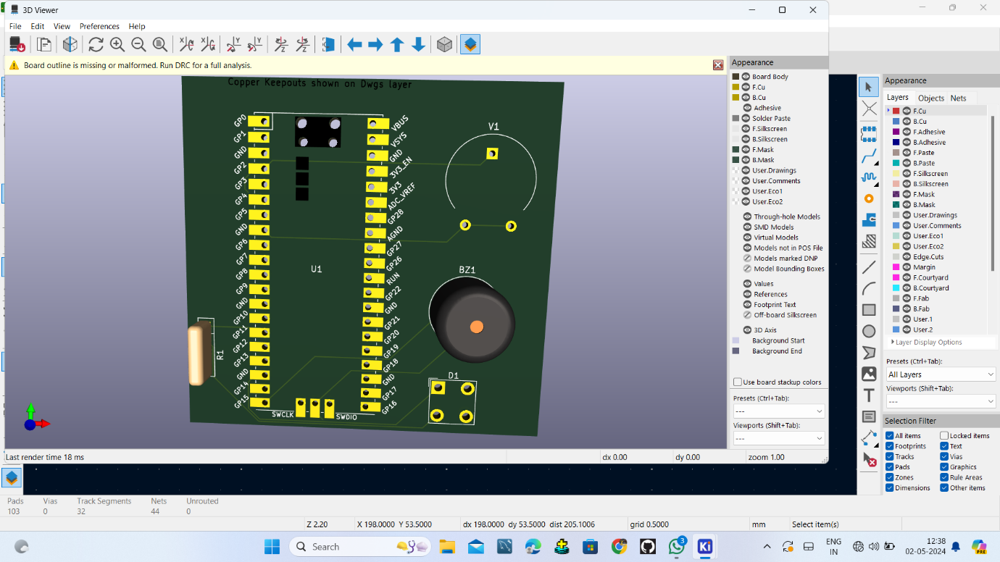 3D Viewer
File Edit View Preferences Help
Board outline is missing or malformed. Run DRC for a full analysis.
Copper Keepouts shown on Dwgs layer
GP0
GP1
GND
GP2
GP3
GP4
GP5
GND
GP6
GP7
GP8
GP9
GND
GP10
GP11
GP12
GP13
GND
GP14
GP15
VBUS
VSYS
GND
3V3_EN
3V3
ADC_VREF
GP28
AGND
GP27
GP26
RUN
GP22
GND
GP21
GP20
GP19
GP18
GND
GP17
GP16
U1
V1
BZ1
R1
D1
SWCLK
SWDIO
Appearance
Board Body
F.Cu
B.Cu
Adhesive
Solder Paste
F.Silkscreen
B.Silkscreen
F.Mask
B.Mask
User.Drawings
User.Comments
User.Eco1
User.Eco2
Through-hole Models
SMD Models
Virtual Models
Models not in POS File
Models marked DNP
Model Bounding Boxes
Values
References
Footprint Text
Off-board Silkscreen
3D Axis
Background Start
Background End
Use board stackup colors
Presets (Ctrl+Tab):
---
Viewports (Shift+Tab):
---
Last render time 18 ms
dx 0.00
dy 0.00
zoom 1.00
Appearance
Layers Objects Nets
F.Cu
B.Cu
F.Adhesive
B.Adhesive
F.Paste
B.Paste
F.Silkscreen
B.Silkscreen
F.Mask
B.Mask
User.Drawings
User.Comments
User.Eco1
User.Eco2
Edge.Cuts
Margin
F.Courtyard
B.Courtyard
F.Fab
B.Fab
User.1
User.2
Layer Display Options
Presets (Ctrl+Tab):
All Layers
Viewports (Shift+Tab):
---
Selection Filter
All items Locked items
Footprints Text
Tracks Vias
Pads Graphics
Zones Rule Areas
Dimensions Other items
Pads Vias Track Segments Nets Unrouted
103 0 32 44 0
Z 2.20 X 198.0000 Y 53.5000 dx 198.0000 dy 53.5000 dist 205.1006 grid 0.5000 mm Select item(s)
Search
3
Ki
PRE
ENG
IN
12:38
02-05-2024